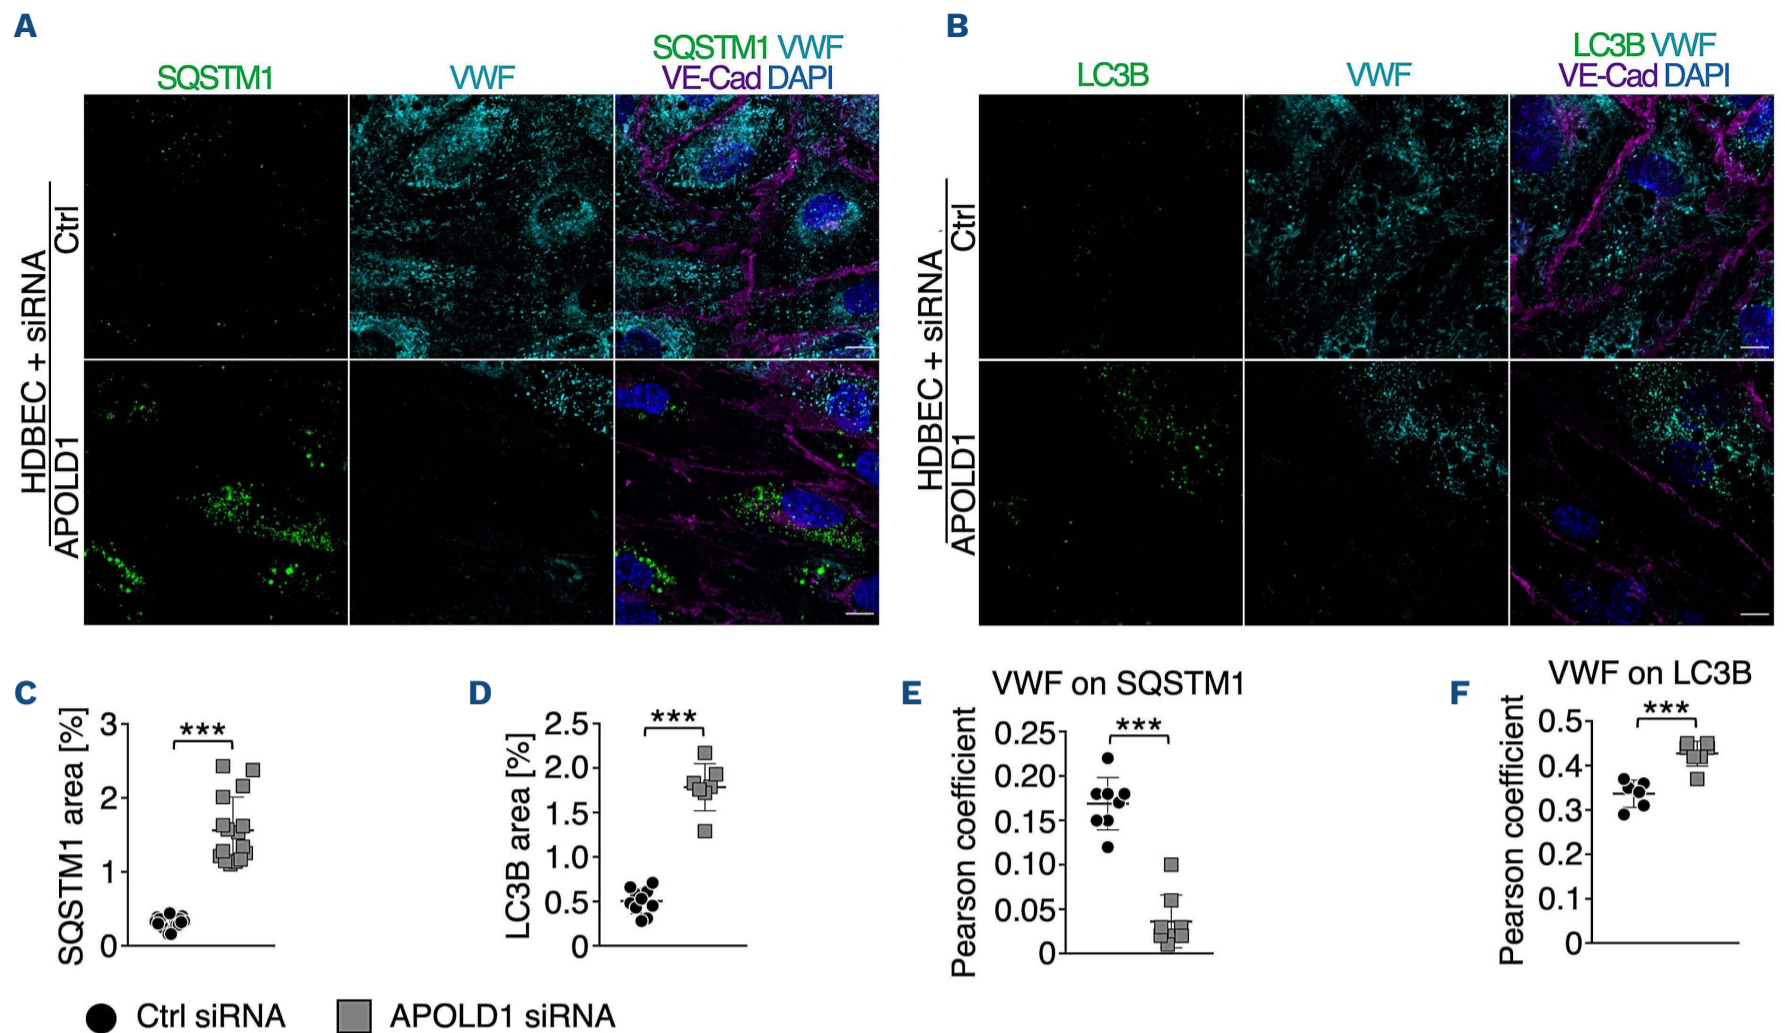 A
SQSTM1
VWF
SQSTM1 VWF
VE-Cad DAPI
HDBEC + siRNA
Ctrl
APOLD1
B
LC3B
VWF
LC3B VWF
VE-Cad DAPI
HDBEC + siRNA
Ctrl
APOLD1
C
SQSTM1 area [%]
3
2
1
0
***
D
LC3B area [%]
2.5
2.0
1.5
1.0
0.5
0
***
E
VWF on SQSTM1
Pearson coefficient
0.25
0.20
0.15
0.10
0.05
0
***
F
VWF on LC3B
Pearson coefficient
0.5
0.4
0.3
0.2
0.1
0
***
Ctrl siRNA
APOLD1 siRNA